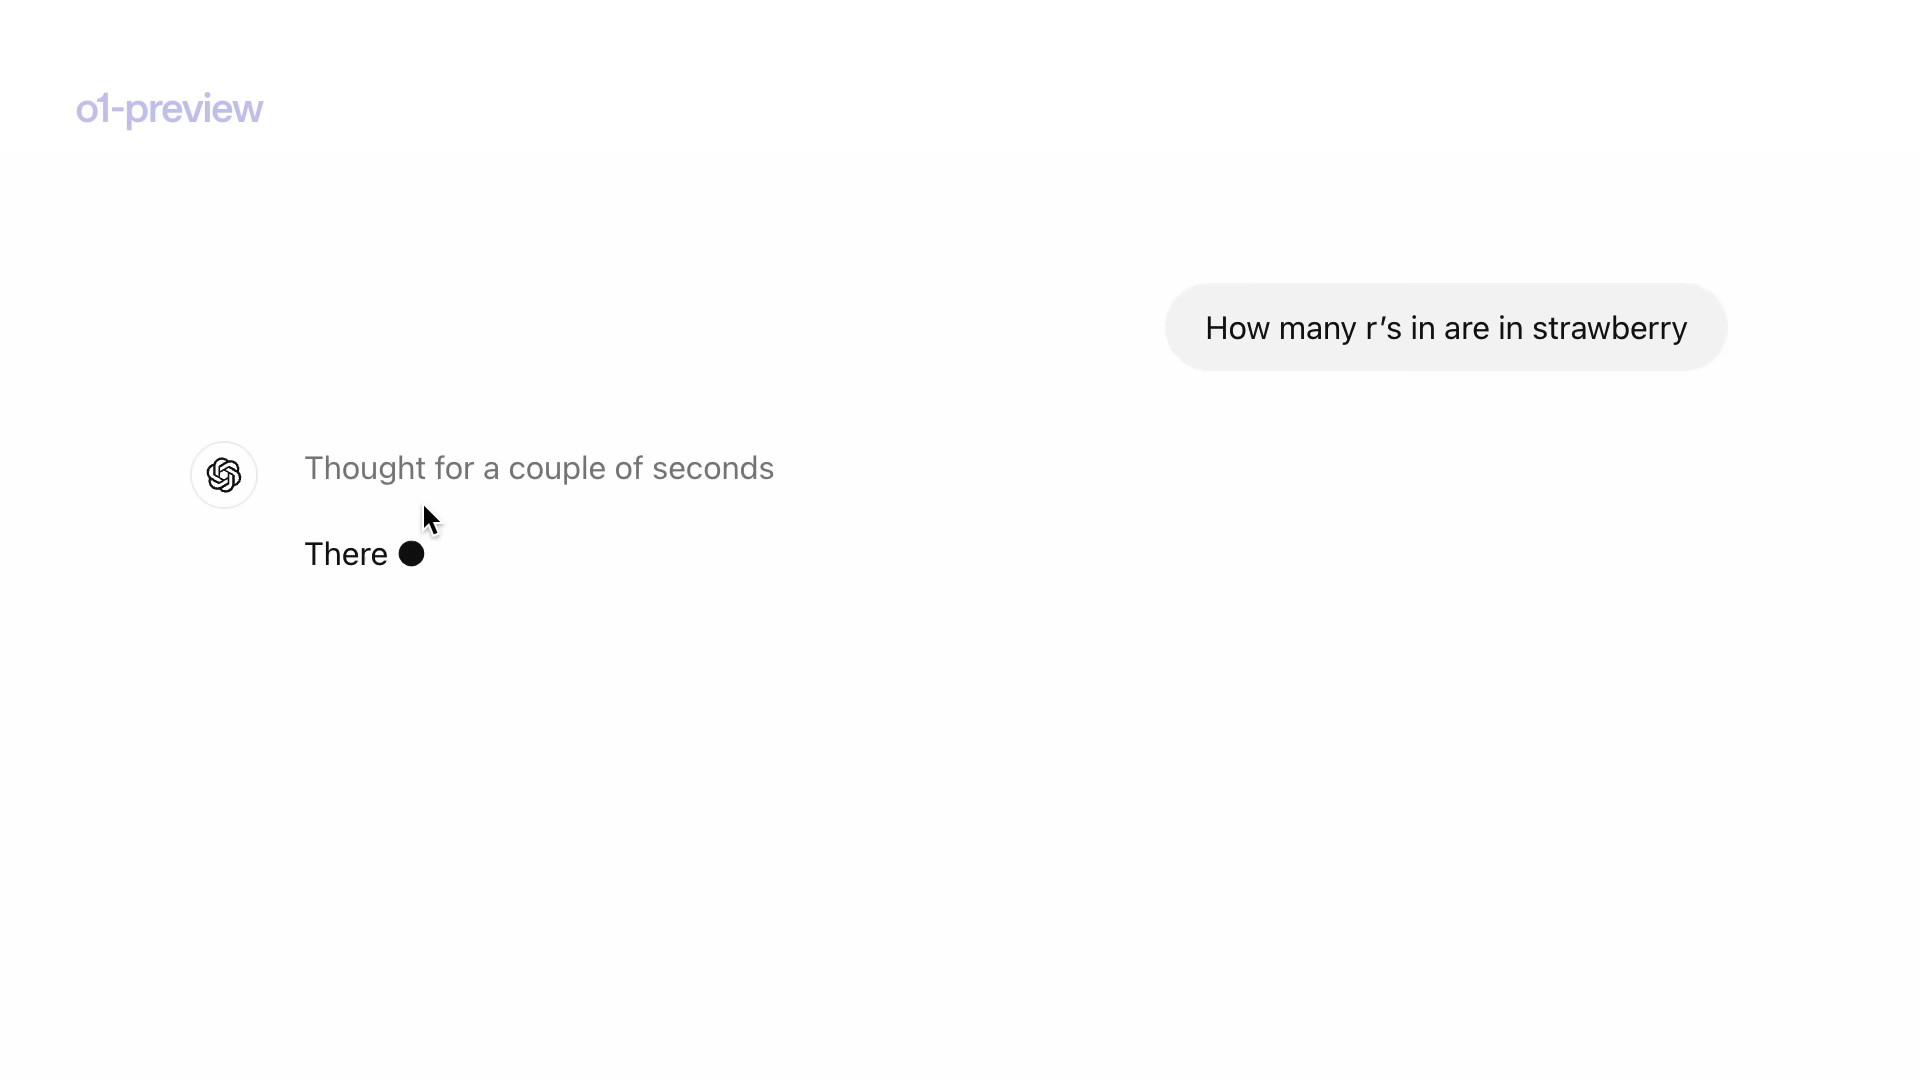 o1-preview
How many r’s in are in strawberry
Thought for a couple of seconds
There